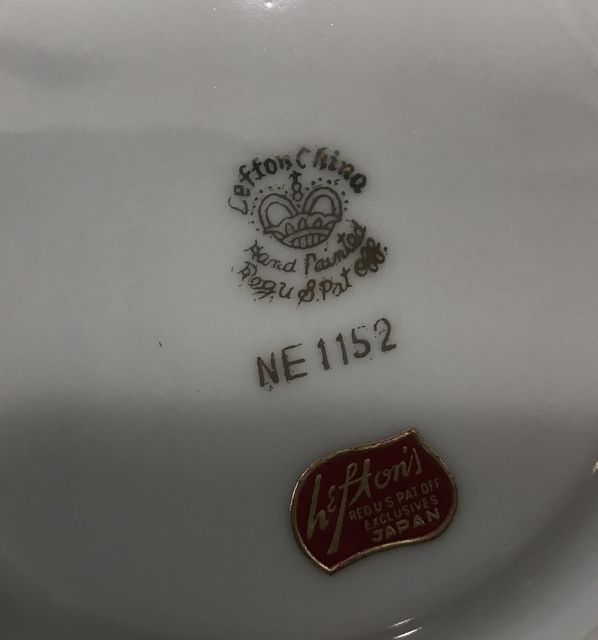 Lefton China
Hand Painted
Reg U.S. Pat Off.
NE 1152
Lefton's
REG U S PAT OFF
EXCLUSIVES
JAPAN